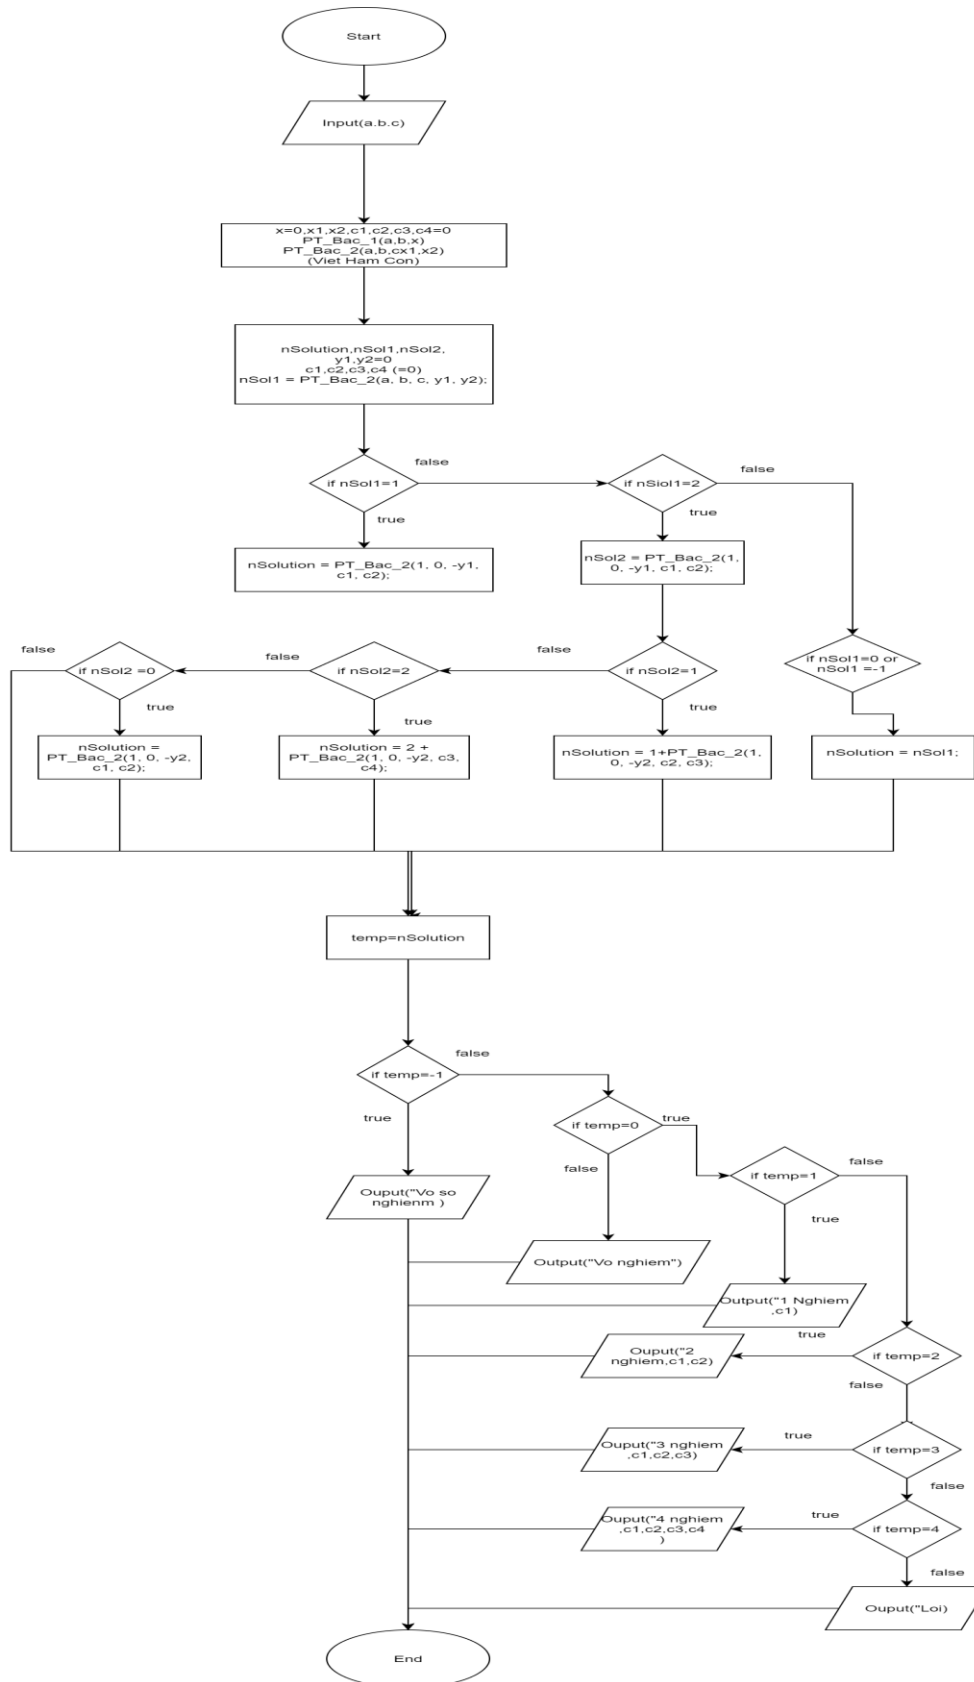 Start
Input(a.b.c)
x=0,x1,x2,c1,c2,c3,c4=0
PT_Bac_1(a,b,x)
PT_Bac_2(a,b,cx1,x2)
(Viet Ham Con)
nSolution,nSol1,nSol2,
y1,y2=0
c1,c2,c3,c4 (=0)
nSol1 = PT_Bac_2(a, b, c, y1, y2);
if nSol1=1
false
true
if nSiol1=2
false
true
nSolution = PT_Bac_2(1, 0, -y1,
c1, c2);
nSol2 = PT_Bac_2(1,
0, -y1, c1, c2);
if nSol2 =0
false
true
if nSol2=2
false
true
if nSol2=1
false
true
if nSol1=0 or
nSol1 =-1
nSolution =
PT_Bac_2(1, 0, -y2,
c1, c2);
nSolution = 2 +
PT_Bac_2(1, 0, -y2, c3,
c4);
nSolution = 1+PT_Bac_2(1,
0, -y2, c2, c3);
nSolution = nSol1;
temp=nSolution
if temp=-1
false
true
if temp=0
true
false
if temp=1
false
true
Ouput("Vo so
nghienm )
Output("Vo nghiem")
Output("1 Nghiem
,c1)
true
if temp=2
false
Ouput("2
nghiem,c1,c2)
true
if temp=3
false
Ouput("3 nghiem
,c1,c2,c3)
true
if temp=4
false
Ouput("4 nghiem
,c1,c2,c3,c4
)
Ouput("Loi)
End